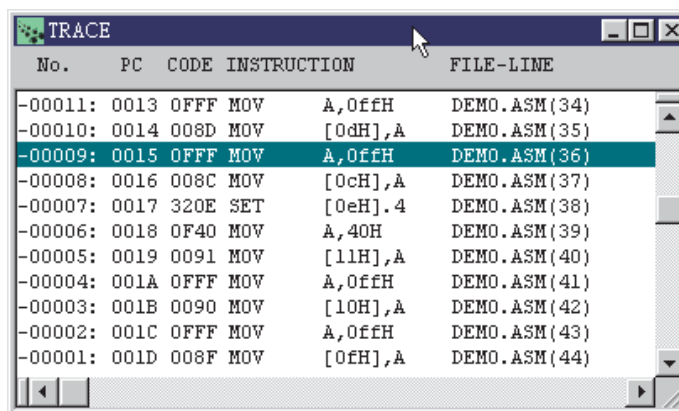 TRACE
No. PC CODE INSTRUCTION FILE-LINE
-00011: 0013 0FFF MOV A,0ffH DEMO.ASM(34)
-00010: 0014 008D MOV [0dH],A DEMO.ASM(35)
-00009: 0015 0FFF MOV A,0ffH DEMO.ASM(36)
-00008: 0016 008C MOV [0cH],A DEMO.ASM(37)
-00007: 0017 320E SET [0eH].4 DEMO.ASM(38)
-00006: 0018 0F40 MOV A,40H DEMO.ASM(39)
-00005: 0019 0091 MOV [11H],A DEMO.ASM(40)
-00004: 001A 0FFF MOV A,0ffH DEMO.ASM(41)
-00003: 001B 0090 MOV [10H],A DEMO.ASM(42)
-00002: 001C 0FFF MOV A,0ffH DEMO.ASM(43)
-00001: 001D 008F MOV [0fH],A DEMO.ASM(44)